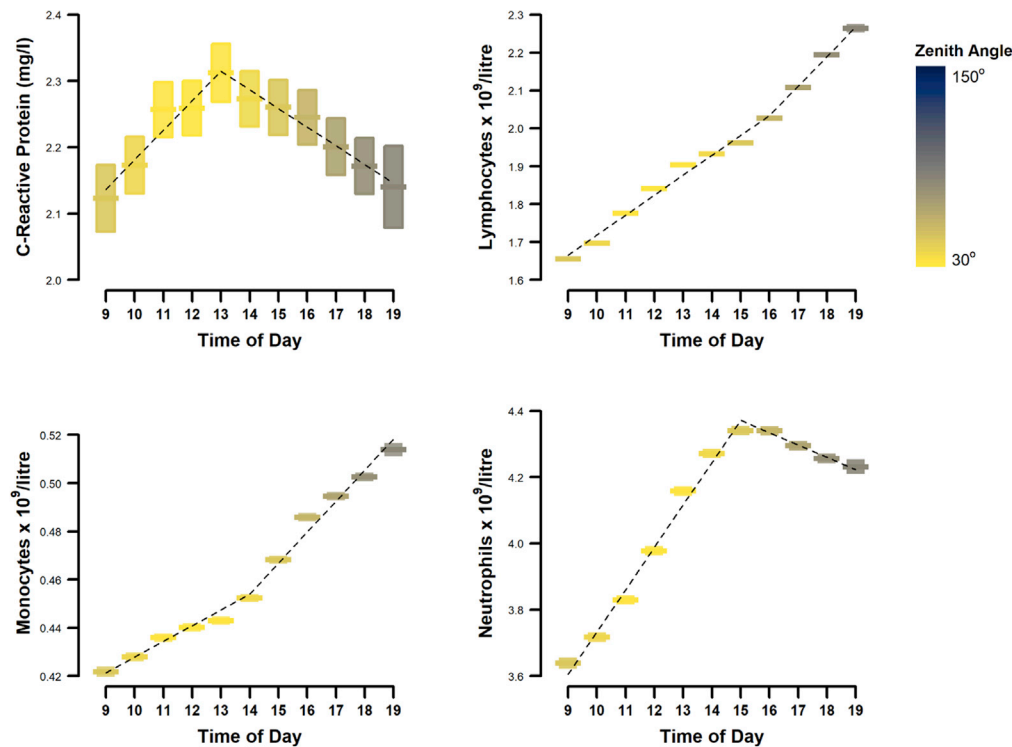 C-Reactive Protein (mg/l)
2.4
2.3
2.2
2.1
2.0
9 10 11 12 13 14 15 16 17 18 19
Time of Day
Lymphocytes x 10⁹/litre
2.3
2.2
2.1
2.0
1.9
1.8
1.7
1.6
9 10 11 12 13 14 15 16 17 18 19
Time of Day
Zenith Angle
150°
30°
Monocytes x 10⁹/litre
0.52
0.50
0.48
0.46
0.44
0.42
9 10 11 12 13 14 15 16 17 18 19
Time of Day
Neutrophils x 10⁹/litre
4.4
4.2
4.0
3.8
3.6
9 10 11 12 13 14 15 16 17 18 19
Time of Day